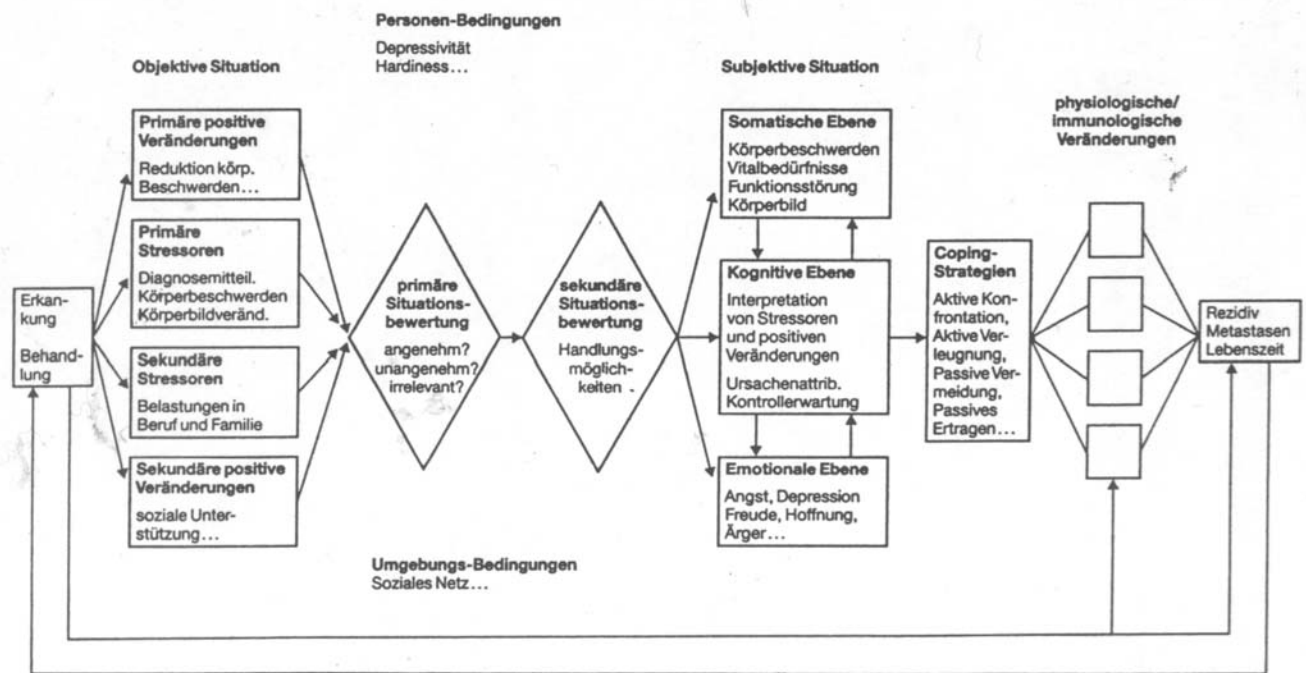 Personen-Bedingungen
Depressivität
Hardiness...
Objektive Situation
Subjektive Situation
physiologische/
immunologische
Veränderungen
Primäre positive
Veränderungen
Reduktion körp.
Beschwerden...
Primäre
Stressoren
Diagnosemitteil.
Körperbeschwerden
Körperbildveränd.
Sekundäre
Stressoren
Belastungen in
Beruf und Familie
Sekundäre positive
Veränderungen
soziale Unter-
stützung...
Erkan-
kung
Behand-
lung
primäre
Situations-
bewertung
angenehm?
unangenehm?
irrelevant?
sekundäre
Situations-
bewertung
Handlungs-
möglich-
keiten
Somatische Ebene
Körperbeschwerden
Vitalbedürfnisse
Funktionsstörung
Körperbild
Kognitive Ebene
Interpretation
von Stressoren
und positiven
Veränderungen
Ursachenattrib.
Kontrollerwartung
Emotionale Ebene
Angst, Depression
Freude, Hoffnung,
Ärger...
Coping-
Strategien
Aktive Kon-
frontation,
Aktive Ver-
leugnung,
Passive Ver-
meidung,
Passives
Ertragen...
Rezidiv
Metastasen
Lebenszeit
Umgebungs-Bedingungen
Soziales Netz...